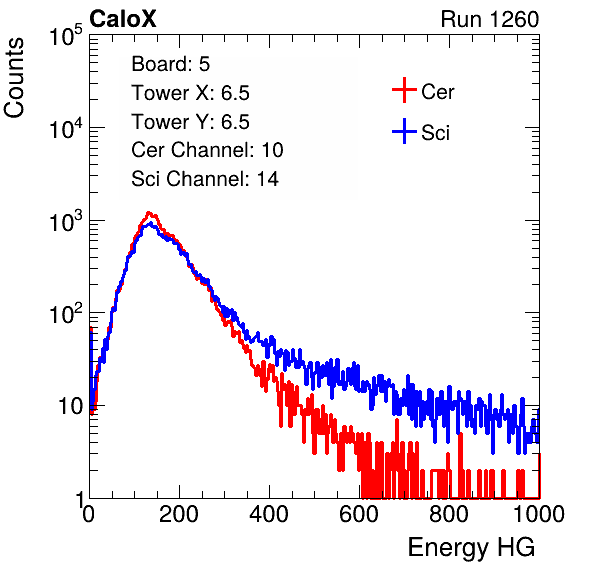 CaloX Run 1260
Counts
10^5
10^4
10^3
10^2
10
1
Board: 5
Tower X: 6.5
Tower Y: 6.5
Cer Channel: 10
Sci Channel: 14
Cer
Sci
0 200 400 600 800 1000
Energy HG